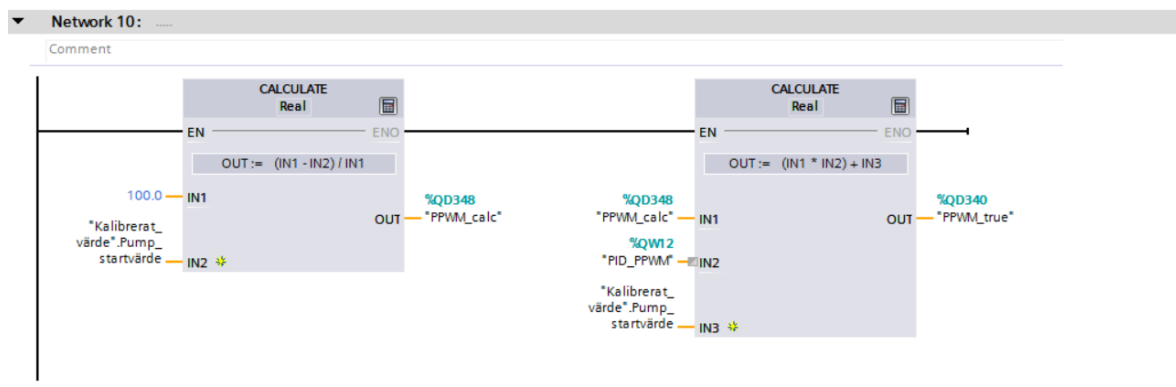 Network 10: .....
Comment
CALCULATE
Real
EN
ENO
OUT := (IN1 - IN2) / IN1
100.0
IN1
"Kalibrerat_
värde".Pump_
startvärde
IN2
%QD348
OUT
"PPWM_calc"
CALCULATE
Real
EN
ENO
OUT := (IN1 * IN2) + IN3
%QD348
"PPWM_calc"
IN1
%QW12
"PID_PPWM"
IN2
"Kalibrerat_
värde".Pump_
startvärde
IN3
%QD340
OUT
"PPWM_true"